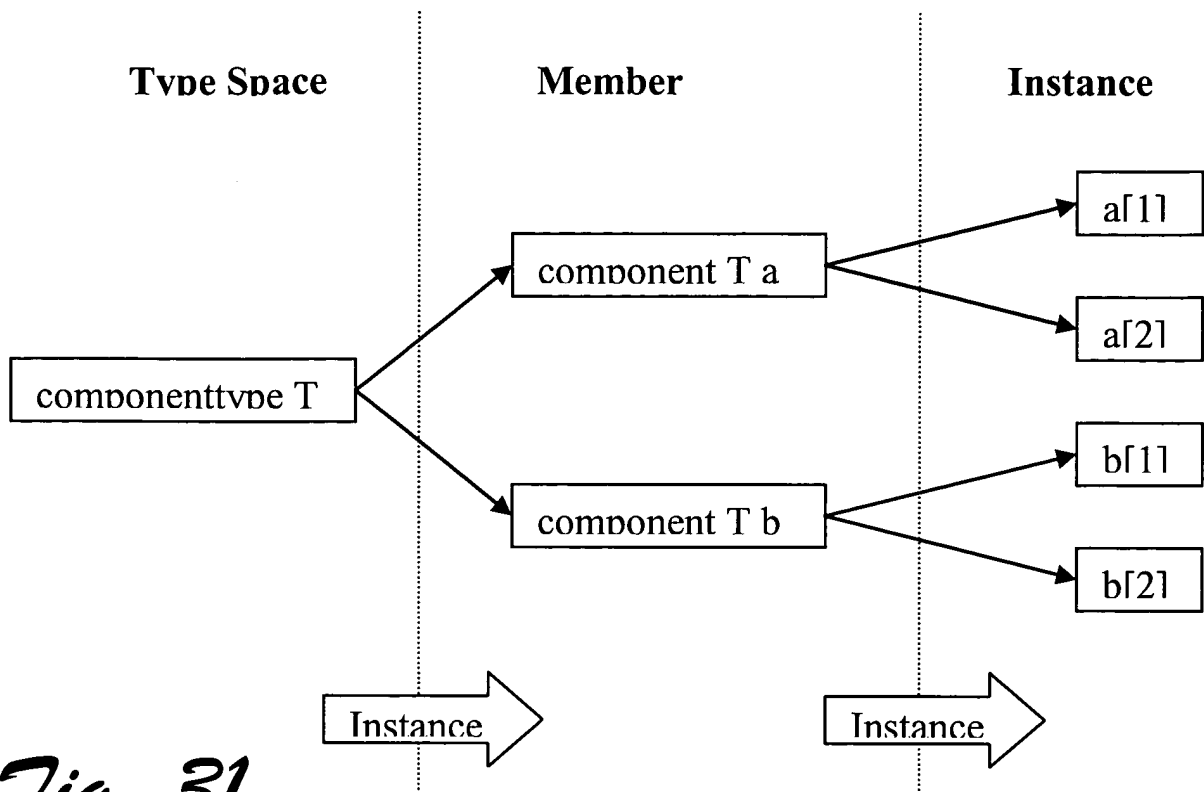 Type Space Member Instance
a[1]
component T a
a[2]
componenttype T
b[1]
component T b
b[2]
Instance Instance
Fig. 31